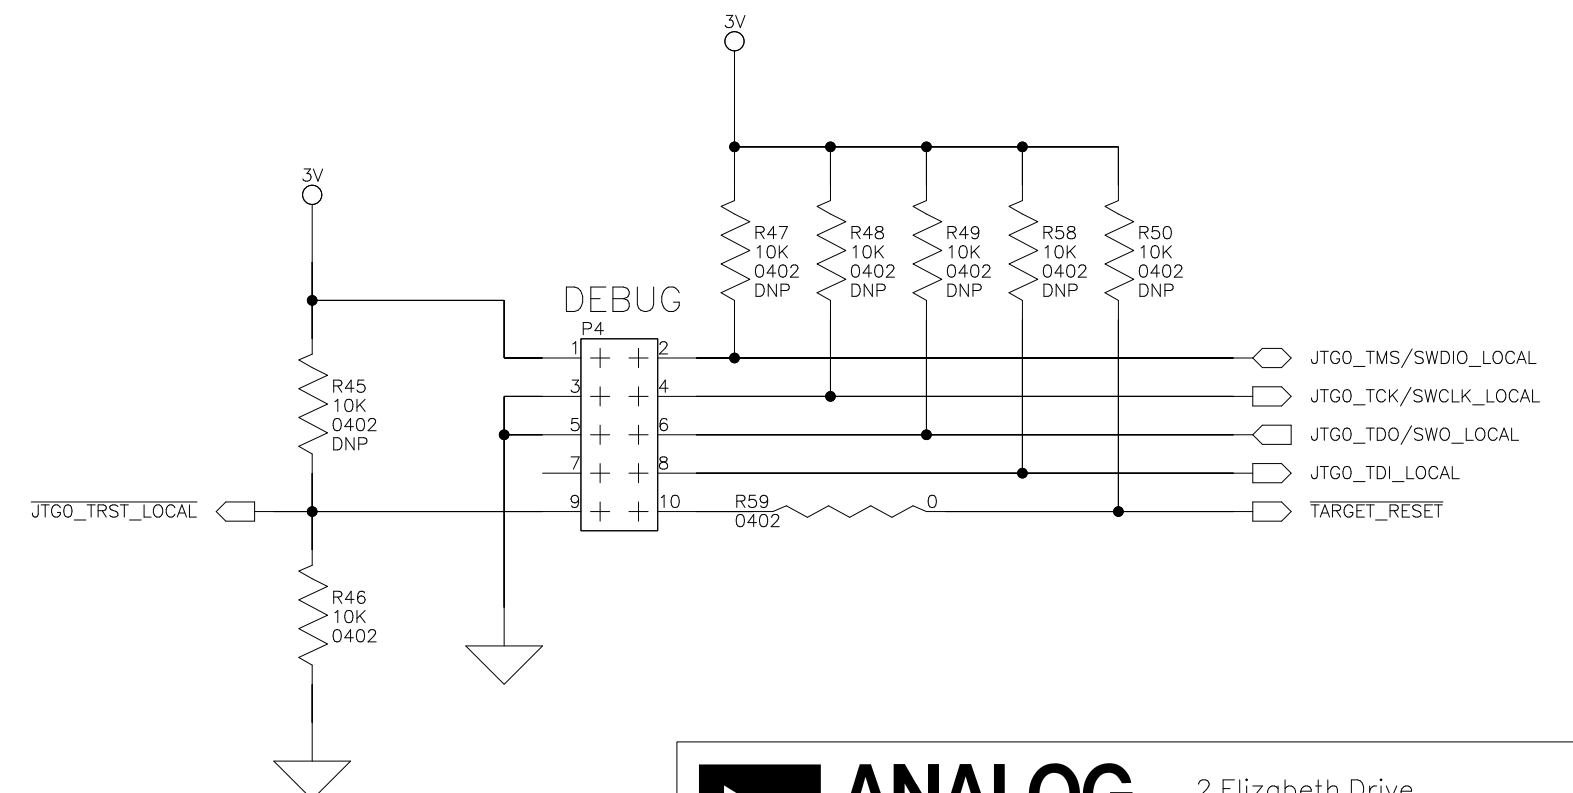 3V
3V
R47
10K
0402
DNP
R48
10K
0402
DNP
R49
10K
0402
DNP
R58
10K
0402
DNP
R50
10K
0402
DNP
DEBUG
P4
1
2
3
4
5
6
7
8
9
10
R45
10K
0402
DNP
JTG0_TMS/SWDIO_LOCAL
JTG0_TCK/SWCLK_LOCAL
JTG0_TDO/SWO_LOCAL
JTG0_TDI_LOCAL
JTG0_TRST_LOCAL
R59
0402
0
TARGET_RESET
R46
10K
0402
ANALOG
2 Elizabeth Drive